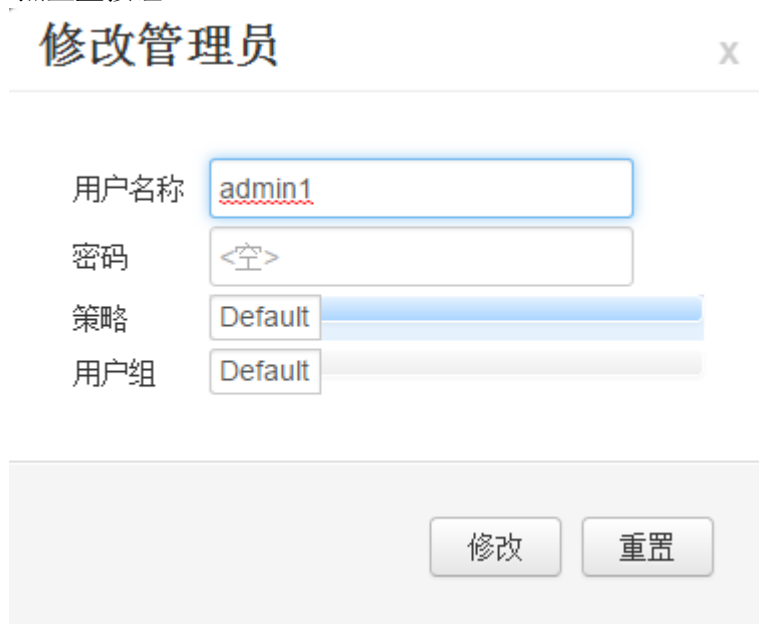 修改管理员
x
用户名称 admin1
密码 <空>
策略 Default
用户组 Default
修改 重置